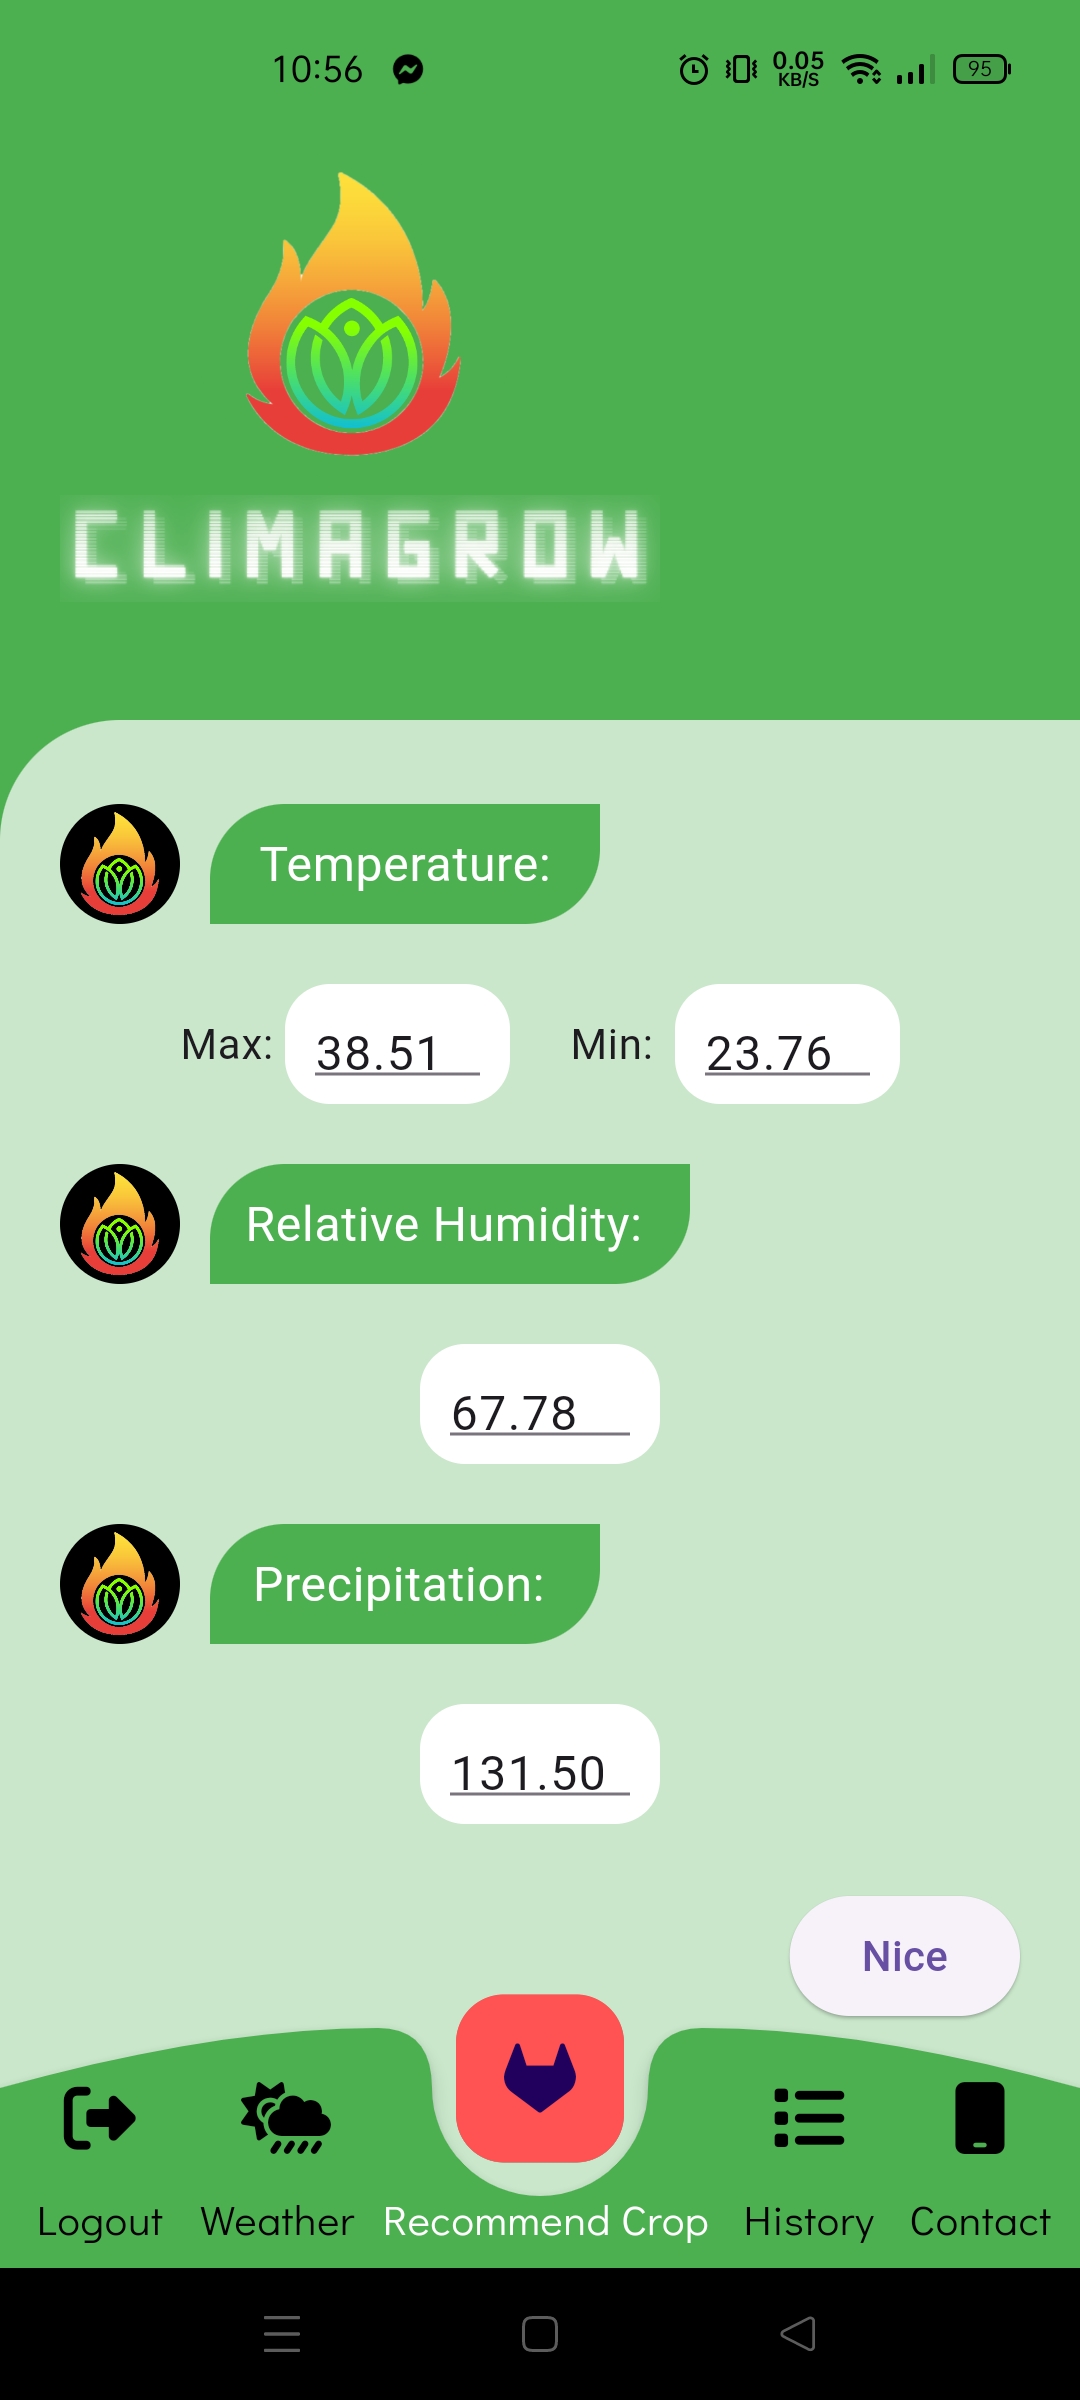 10:56
0.05
KB/S
95
CLIMAGROW
Temperature:
Max: 38.51 Min: 23.76
Relative Humidity:
67.78
Precipitation:
131.50
Nice
Logout Weather Recommend Crop History Contact